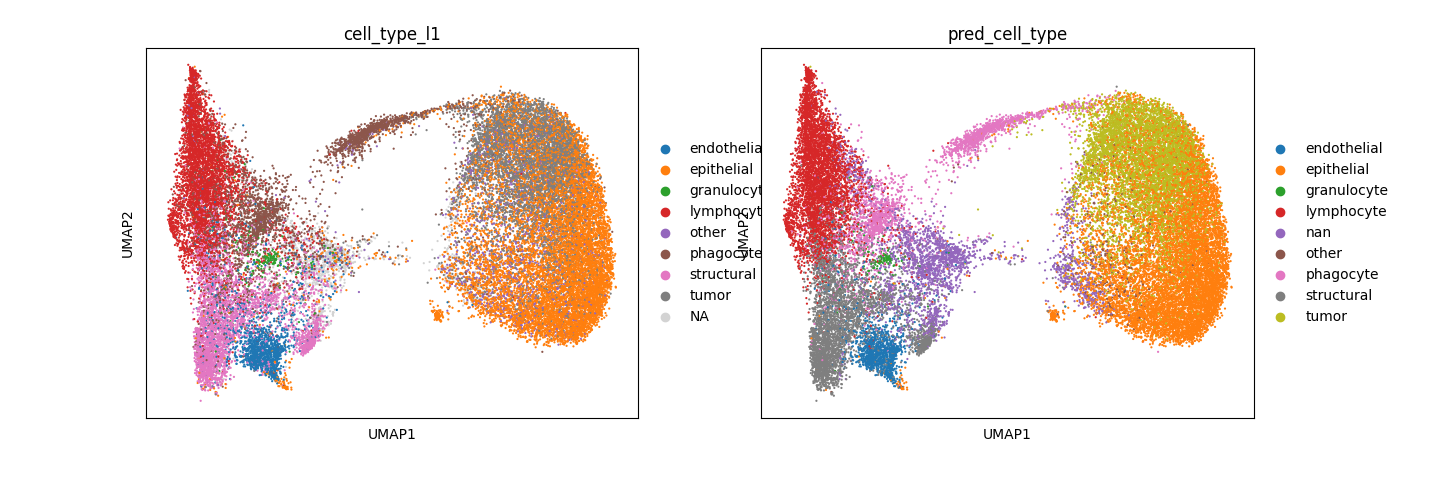 cell_type_l1
UMAP2
UMAP1
endothelia
epithelial
granulocyt
lymphocyt
other
phagocyte
structural
tumor
NA
pred_cell_type
UMAP2
UMAP1
endothelial
epithelial
granulocyte
lymphocyte
nan
other
phagocyte
structural
tumor